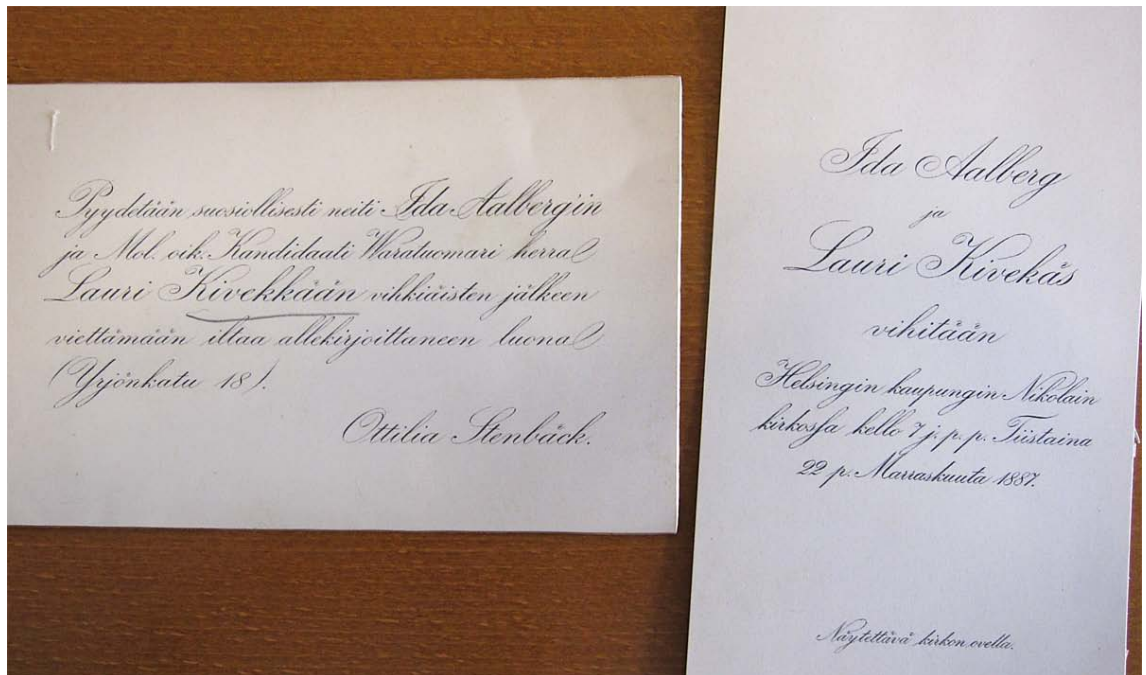 Pyydetään suosiollisesti neiti Ida Aalberg'in
ja Mol. oik. Kandidaati Waratuomari herra
Lauri Kivekkään vihkiäisten jälkeen
viettämään iltaa allekirjoittaneen luona
(Yrjönkatu 18).
Ottilia Stenbäck.
Ida Aalberg
ja
Lauri Kivekäs
vihitään
Helsingin kaupungin Nikolain
kirkossa kello 7 j. p. p. Tiistaina
22 p. Marraskuuta 1887.
Näytettävä kirkon ovella.